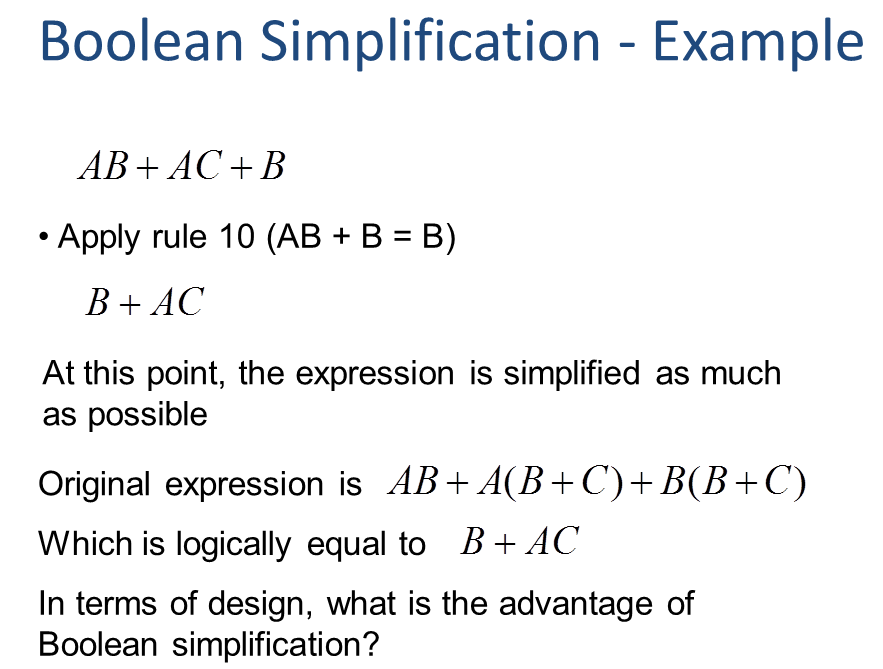 Boolean Simplification - Example
AB + AC + B
• Apply rule 10 (AB + B = B)
B + AC
At this point, the expression is simplified as much
as possible
Original expression is AB + A(B + C) + B(B + C)
Which is logically equal to B + AC
In terms of design, what is the advantage of
Boolean simplification?